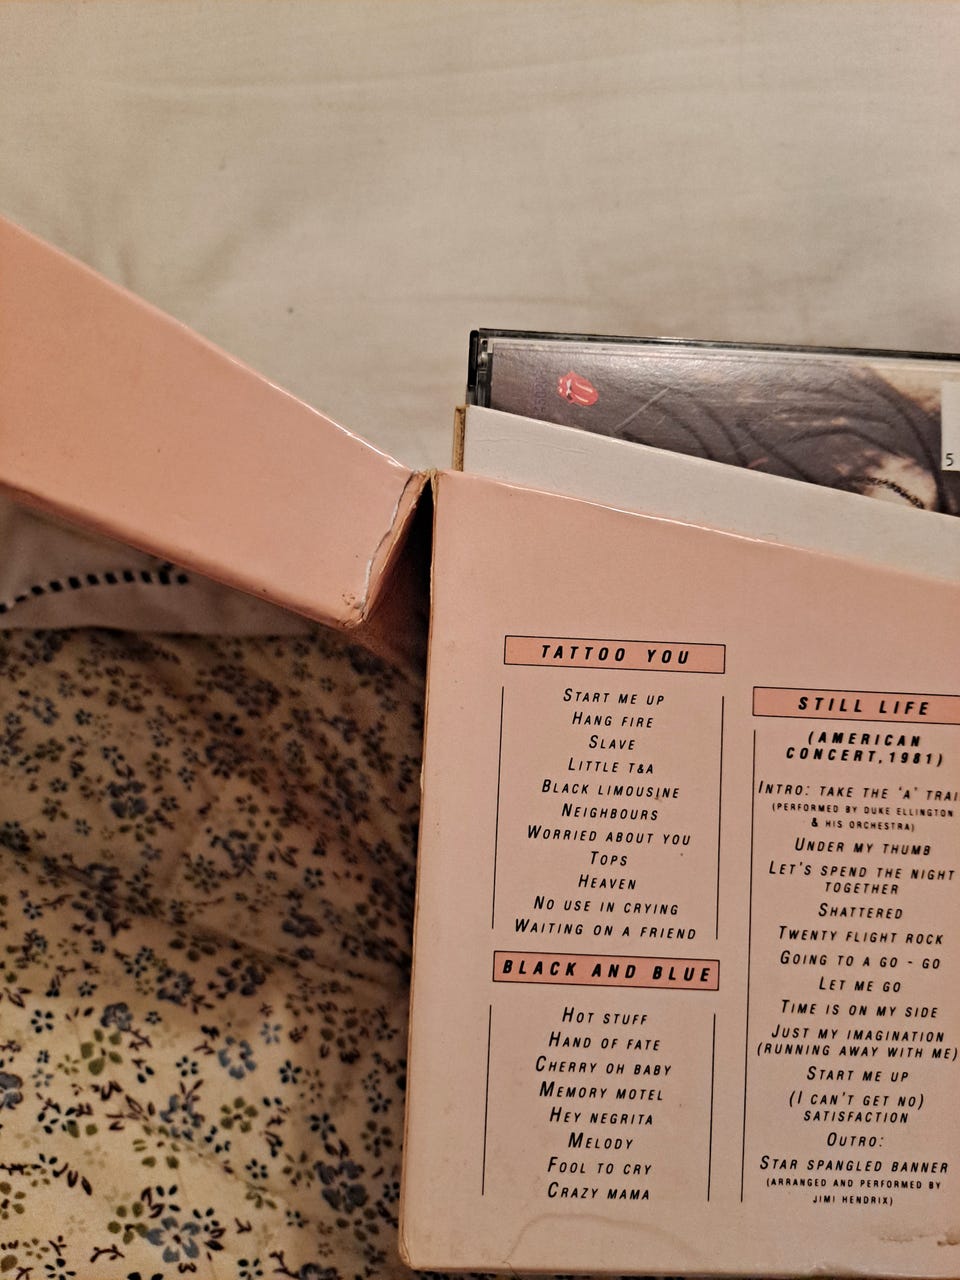 5
TATTOO YOU
START ME UP
HANG FIRE
SLAVE
LITTLE T&A
BLACK LIMOUSINE
NEIGHBOURS
WORRIED ABOUT YOU
TOPS
HEAVEN
NO USE IN CRYING
WAITING ON A FRIEND
BLACK AND BLUE
HOT STUFF
HAND OF FATE
CHERRY OH BABY
MEMORY MOTEL
HEY NEGRITA
MELODY
FOOL TO CRY
CRAZY MAMA
STILL LIFE
(AMERICAN
CONCERT, 1981)
INTRO: TAKE THE 'A' TRAI
(PERFORMED BY DUKE ELLINGTON
& HIS ORCHESTRA)
UNDER MY THUMB
LET'S SPEND THE NIGHT
TOGETHER
SHATTERED
TWENTY FLIGHT ROCK
GOING TO A GO - GO
LET ME GO
TIME IS ON MY SIDE
JUST MY IMAGINATION
(RUNNING AWAY WITH ME)
START ME UP
(I CAN'T GET NO)
SATISFACTION
OUTRO:
STAR SPANGLED BANNER
(ARRANGED AND PERFORMED BY
JIMI HENDRIX)